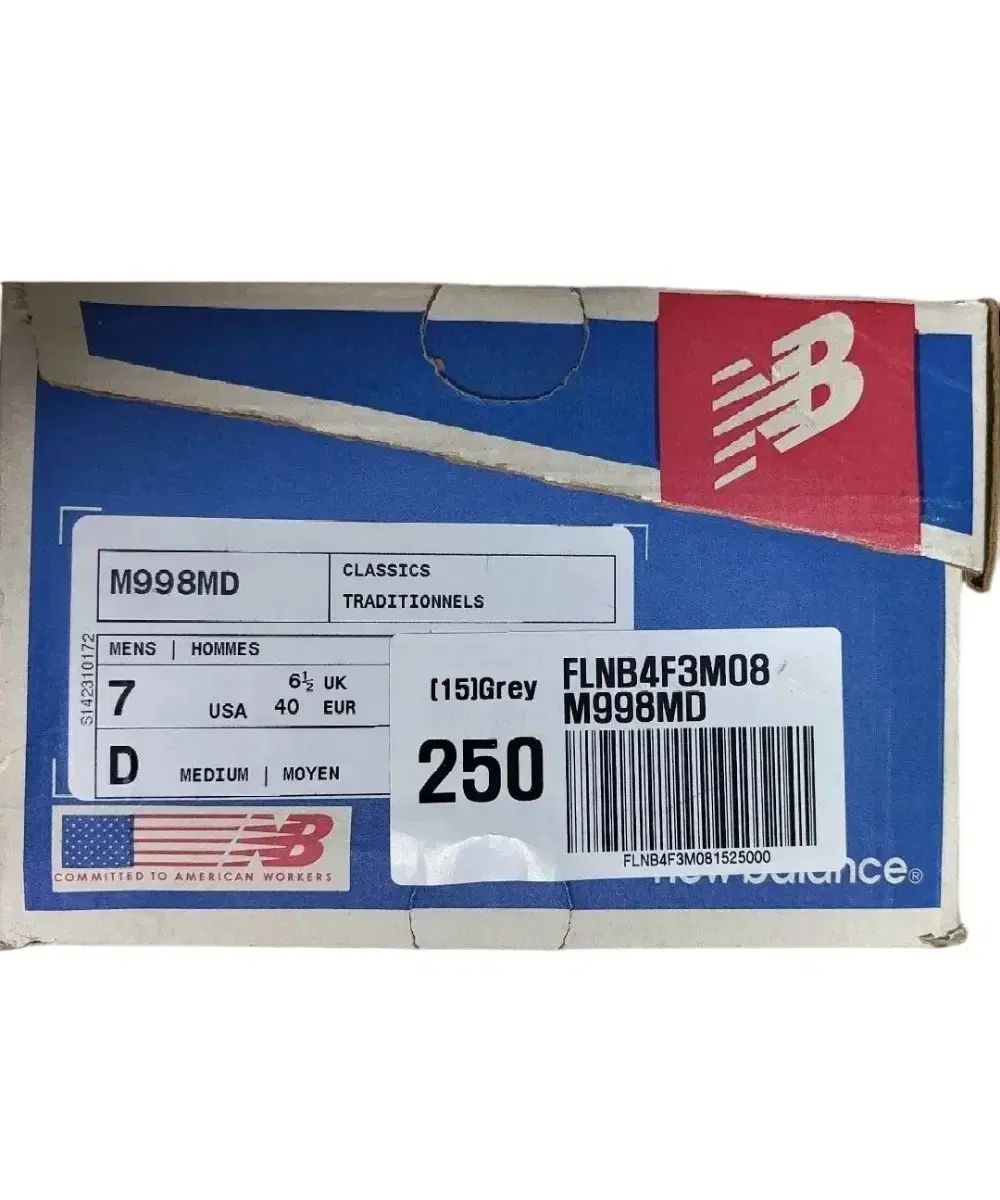 NB
M998MD
CLASSICS
TRADITIONNELS
S142310172
MENS | HOMMES
7 USA
6½ UK
40 EUR
D MEDIUM | MOYEN
(15)Grey
250
FLNB4F3M08
M998MD
FLNB4F3M081525000
NB
COMMITTED TO AMERICAN WORKERS
new balance®